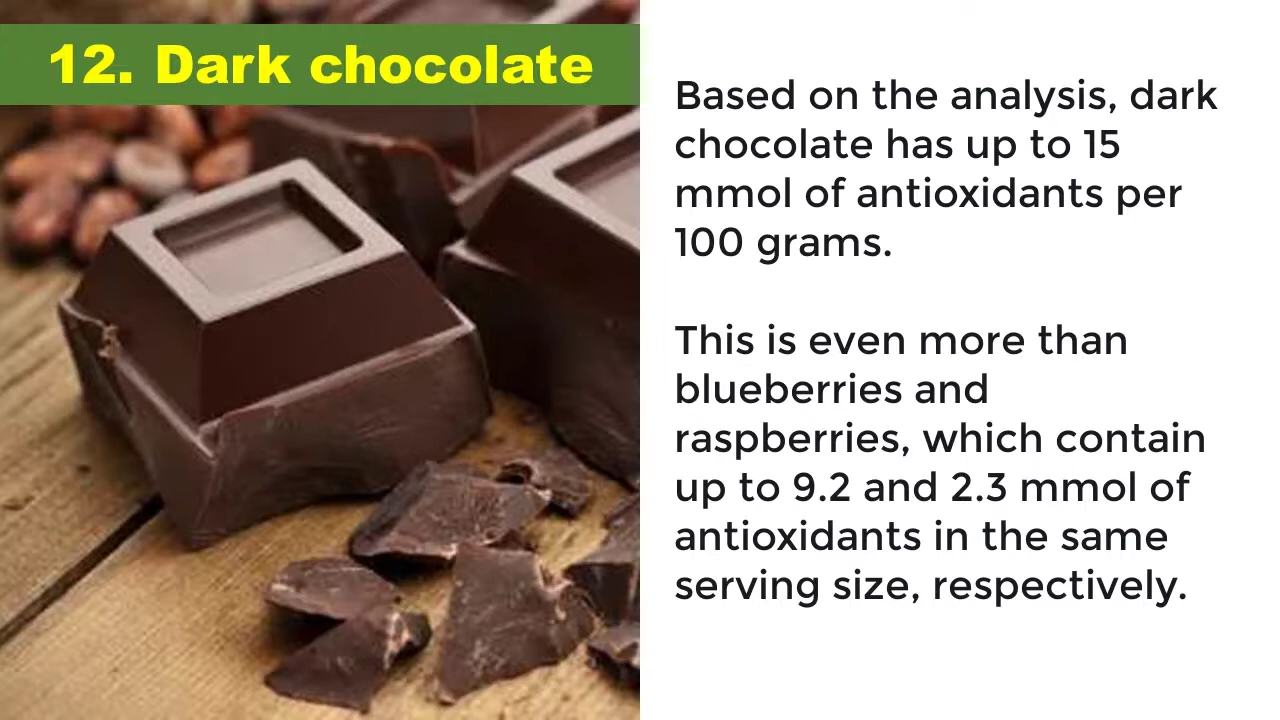 12. Dark chocolate
Based on the analysis, dark
chocolate has up to 15
mmol of antioxidants per
100 grams.
This is even more than
blueberries and
raspberries, which contain
up to 9.2 and 2.3 mmol of
antioxidants in the same
serving size, respectively.